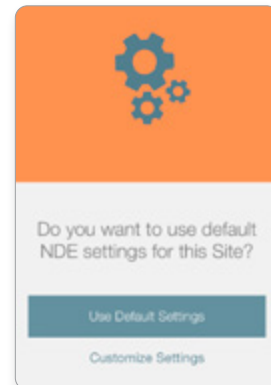 Do you want to use default
NDE settings for this Site?
Use Default Settings
Customize Settings